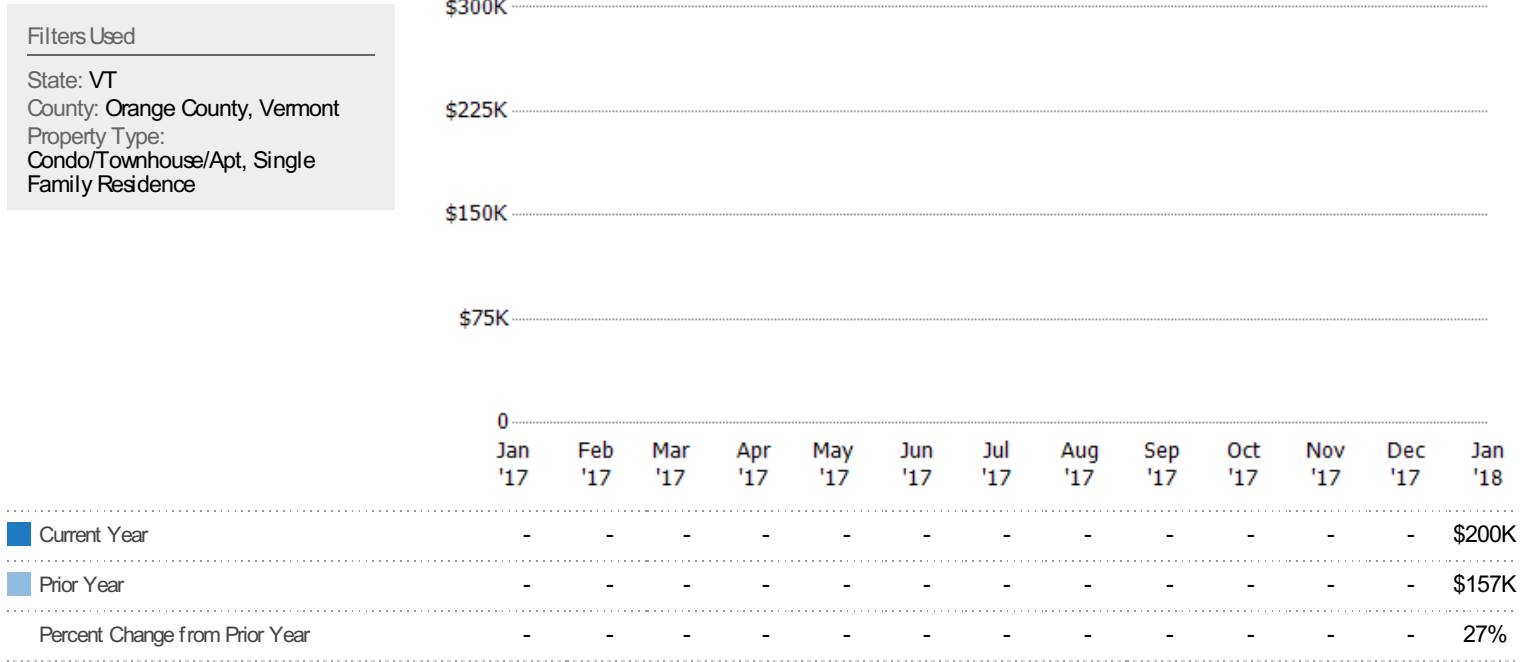 Filters Used
State: VT
County: Orange County, Vermont
Property Type:
Condo/Townhouse/Apt, Single
Family Residence
$300K
$225K
$150K
$75K
0
Jan Feb Mar Apr May Jun Jul Aug Sep Oct Nov Dec Jan
'17 '17 '17 '17 '17 '17 '17 '17 '17 '17 '17 '17 '18
Current Year - - - - - - - - - - - - $200K
Prior Year - - - - - - - - - - - - $157K
Percent Change from Prior Year - - - - - - - - - - - - 27%